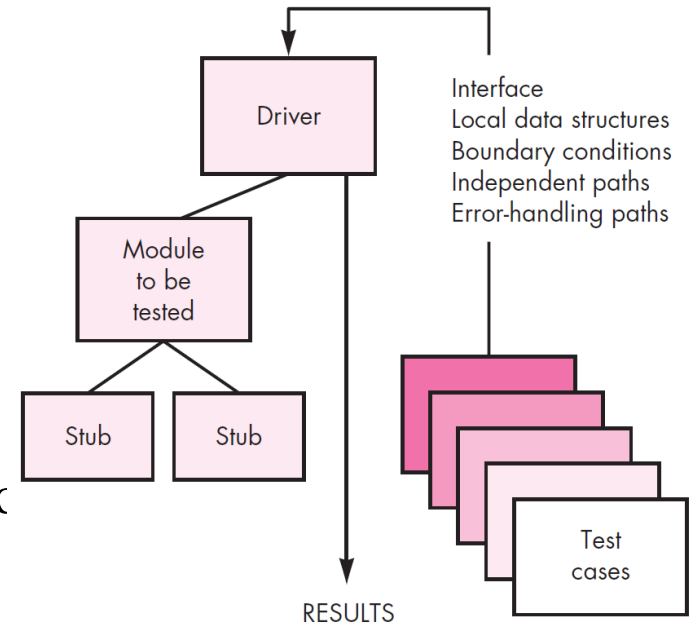 Driver
Interface
Local data structures
Boundary conditions
Independent paths
Error-handling paths
Module
to be
tested
Stub
Stub
Test
cases
RESULTS